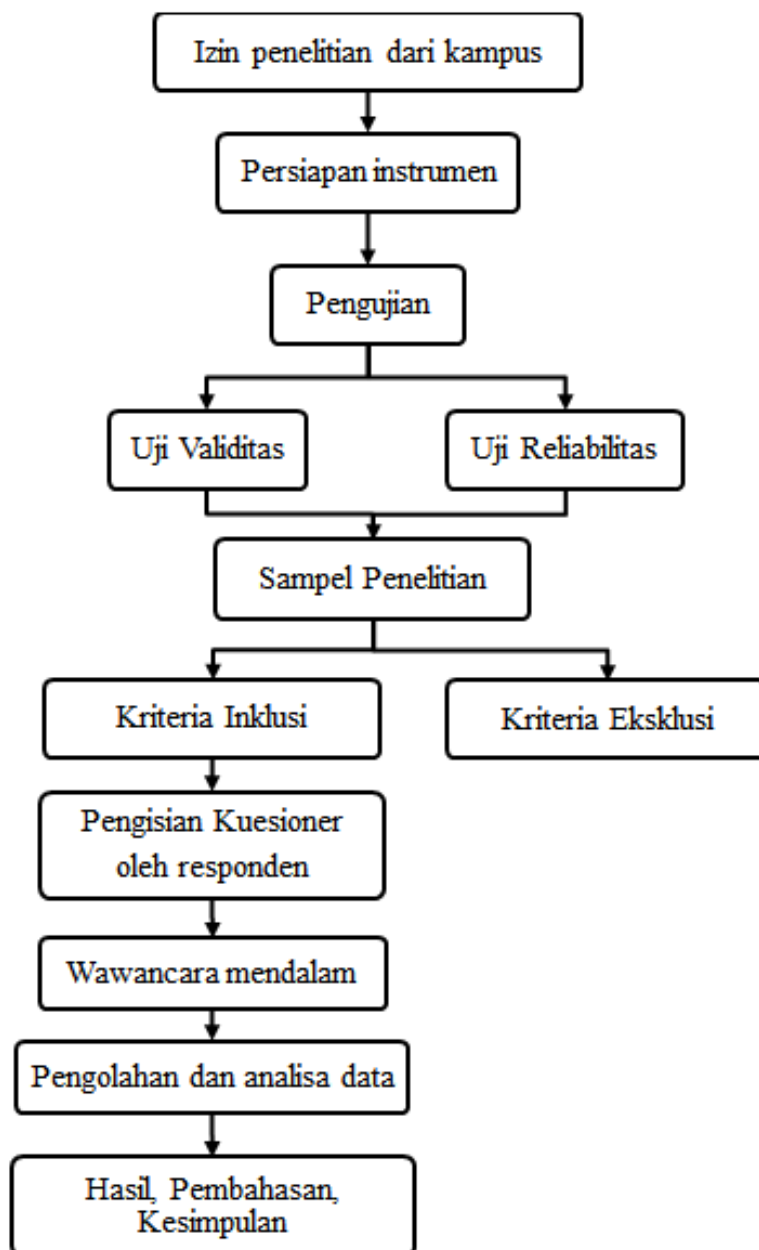 Izin penelitian dari kampus
Persiapan instrumen
Pengujian
Uji Validitas
Uji Reliabilitas
Sampel Penelitian
Kriteria Inklusi
Kriteria Eksklusi
Pengisian Kuesioner
oleh responden
Wawancara mendalam
Pengolahan dan analisa data
Hasil, Pembahasan,
Kesimpulan